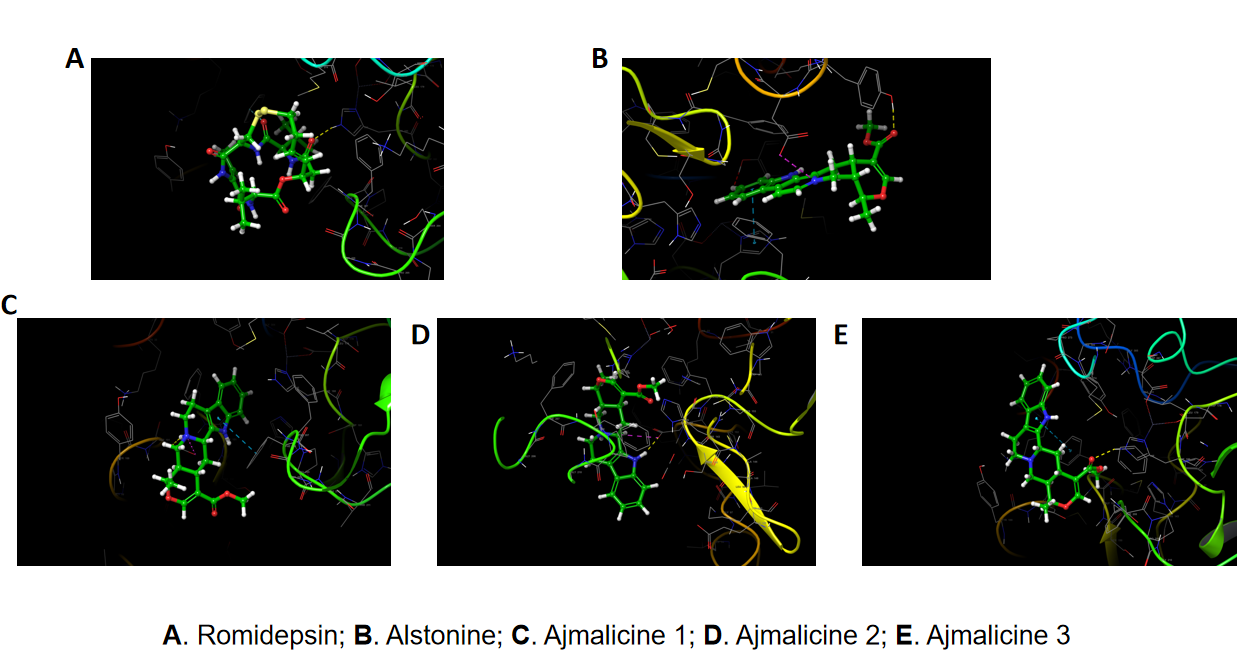 A
B
C
D
E
A. Romidepsin; B. Alstonine; C. Ajmalicine 1; D. Ajmalicine 2; E. Ajmalicine 3